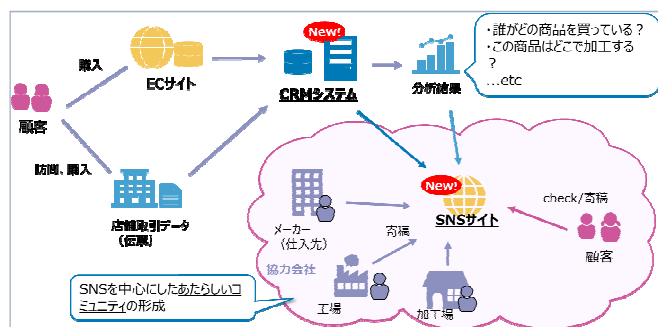 ・誰がどの商品を買っている？
・この商品はどこで加工する
？
…etc
New!
購入
ECサイト
CRMシステム
分析結果
顧客
訪問、購入
店舗取引データ
（伝票）
New!
SNSサイト
check/寄稿
顧客
メーカー
（仕入先）
寄稿
協力会社
工場
加工場
SNSを中心にしたあたらしいコ
ミュニティの形成